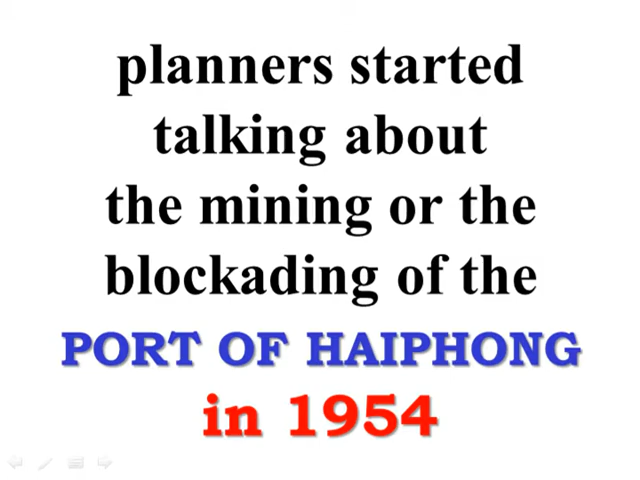 planners started
talking about
the mining or the
blockading of the
PORT OF HAIPHONG
in 1954